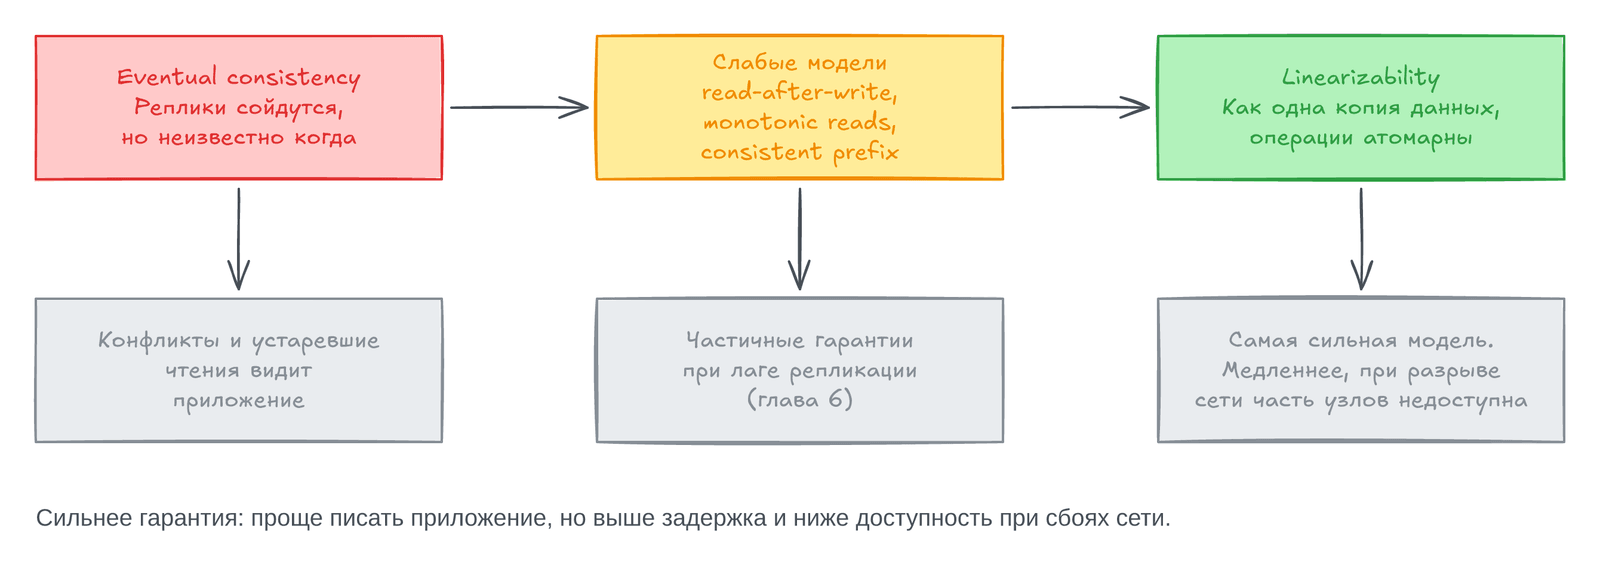 Eventual consistency
Реплики сойдутся,
но неизвестно когда
Слабые модели
read-after-write,
monotonic reads,
consistent prefix
Linearizability
Как одна копия данных,
операции атомарны
Конфликты и устаревшие
чтения видит
приложение
Частичные гарантии
при лаге репликации
(глава 6)
Самая сильная модель.
Медленнее, при разрыве
сети часть узлов недоступна
Сильнее гарантия: проще писать приложение, но выше задержка и ниже доступность при сбоях сети.